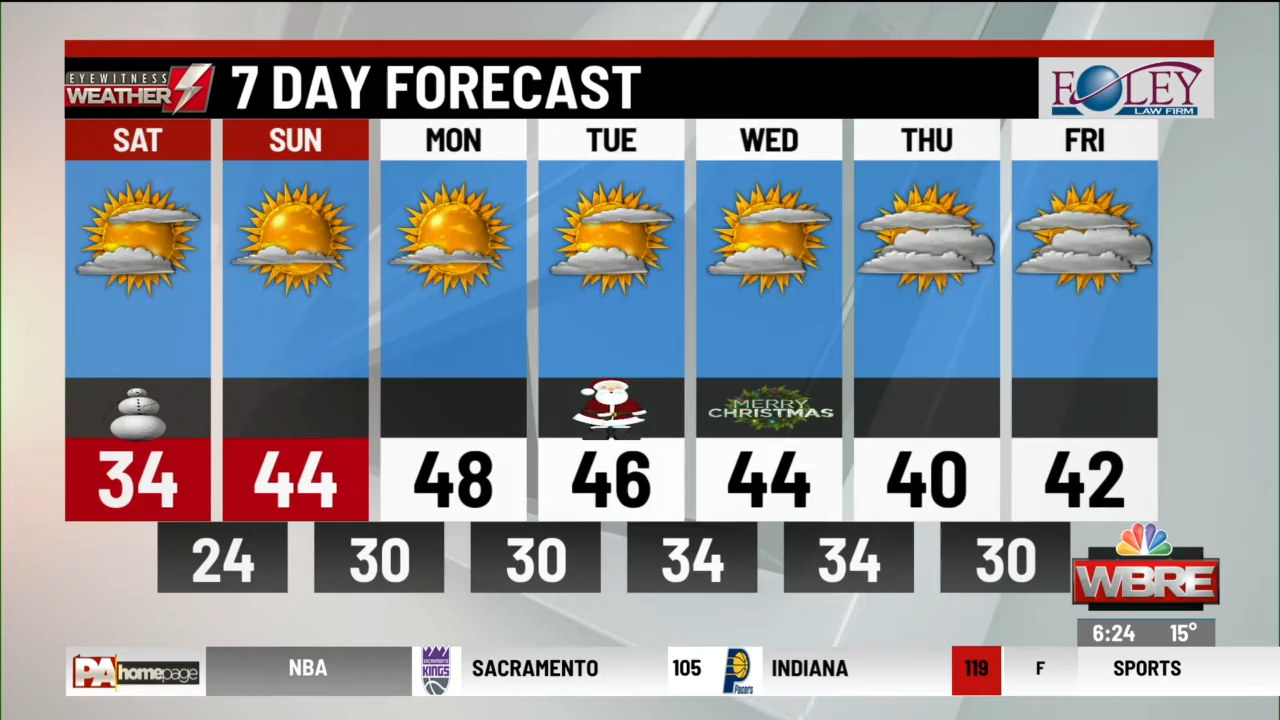 EYEWITNESS
WEATHER
7 DAY FORECAST
FOLEY
LAW FIRM
SAT SUN MON TUE WED THU FRI
MERRY
CHRISTMAS
34 44 48 46 44 40 42
24 30 30 34 34 30
WBRE
6:24 15°
PA homepage NBA SACRAMENTO KINGS SACRAMENTO 105 Pacers INDIANA 119 F SPORTS